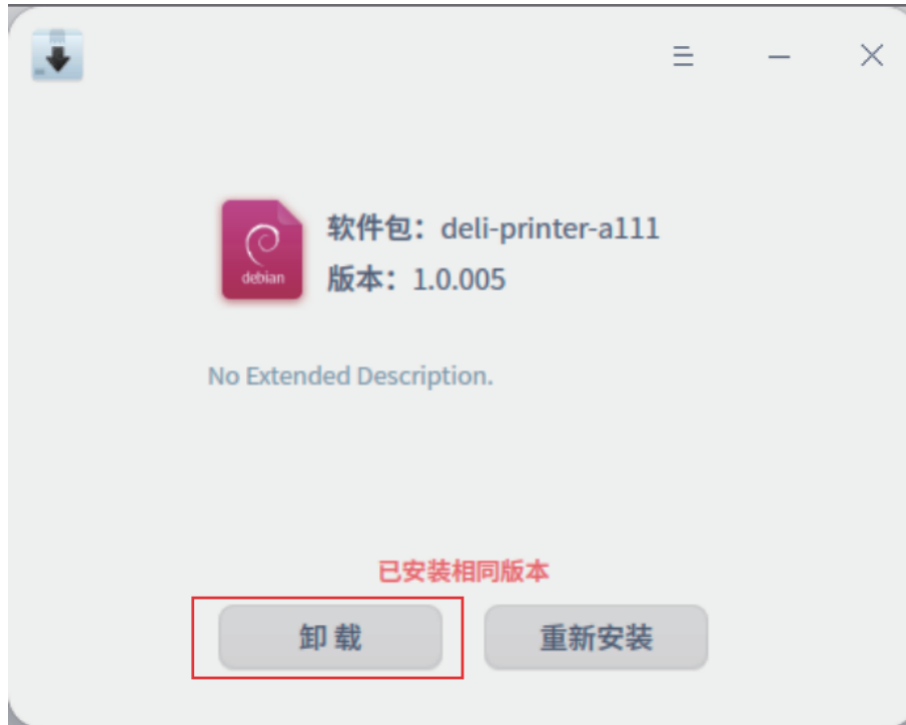 软件包：deli-printer-a111
debian
版本：1.0.005
No Extended Description.
已安装相同版本
卸载
重新安装